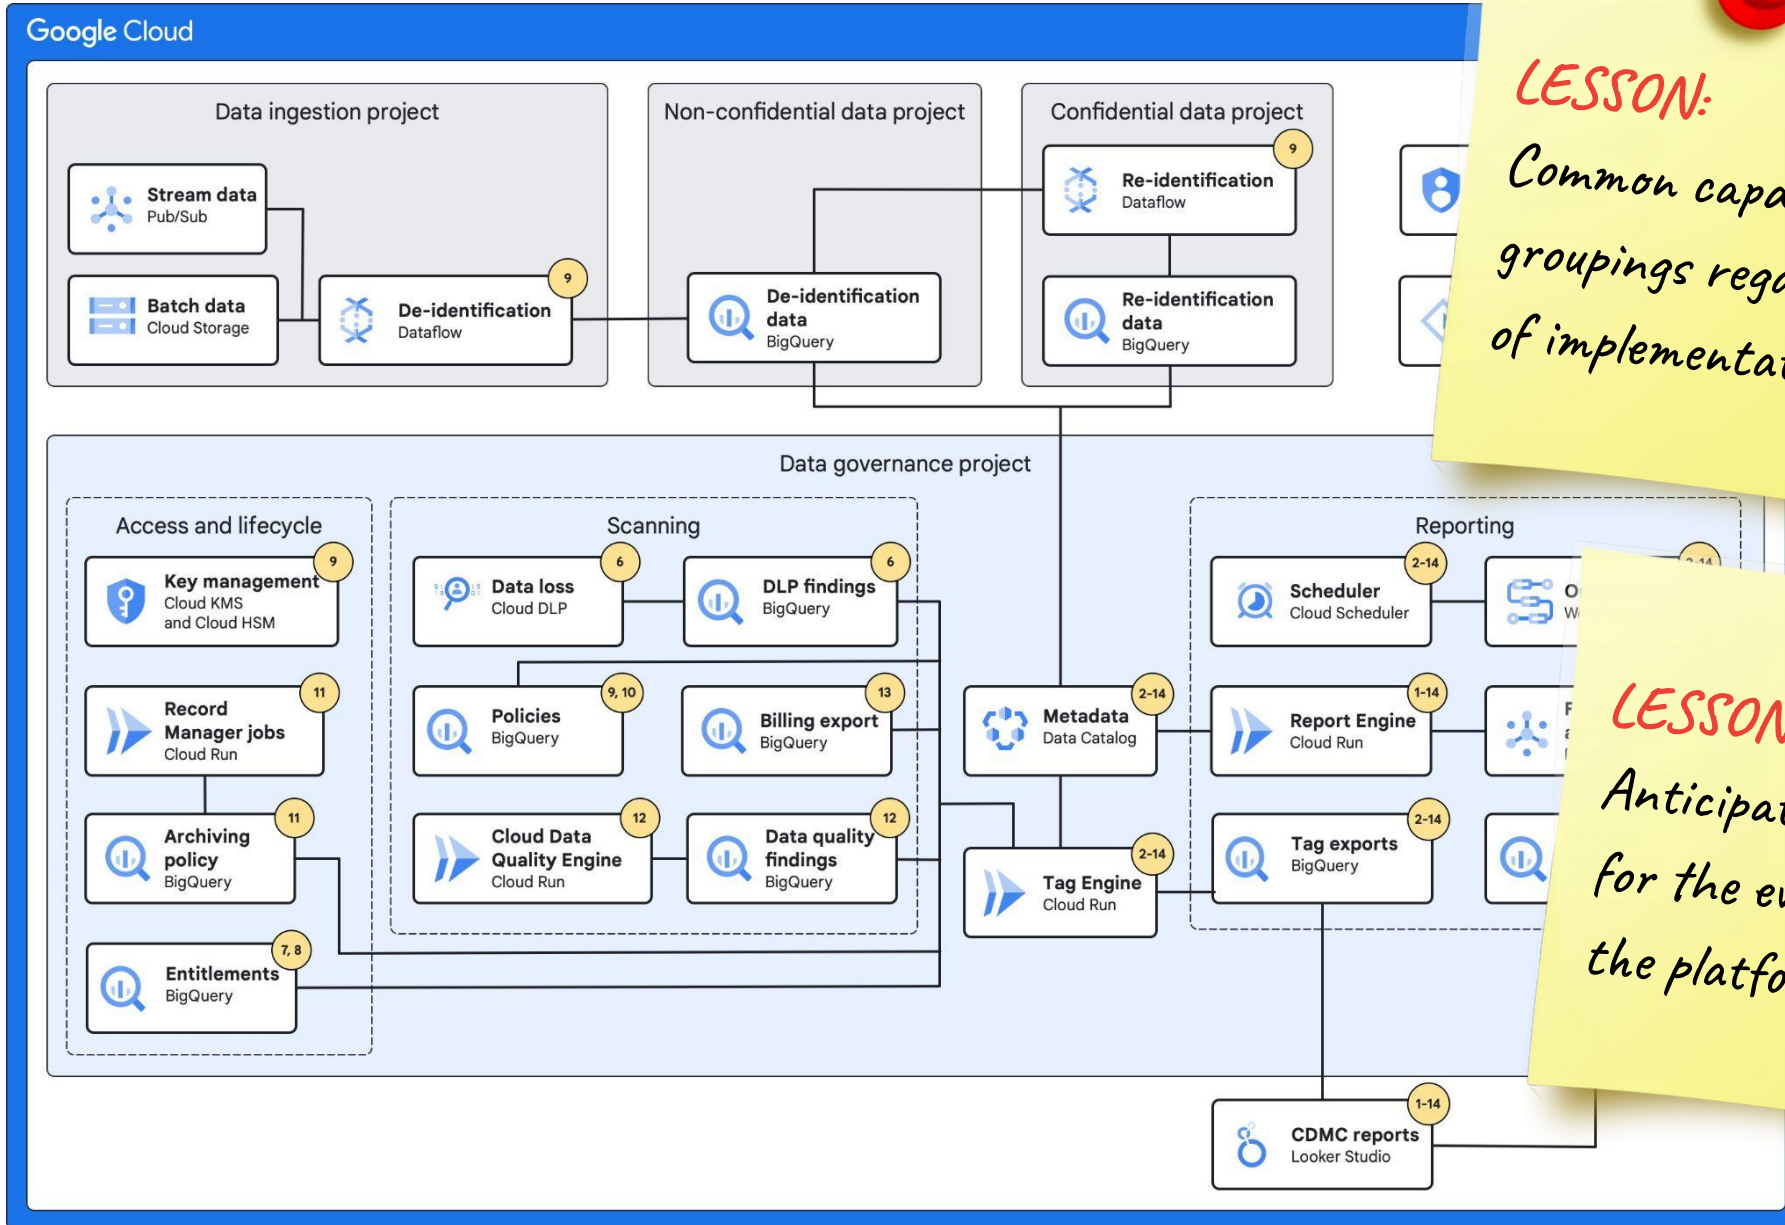 Google Cloud
Data ingestion project
Stream data
Pub/Sub
Batch data
Cloud Storage
9
De-identification
Dataflow
Non-confidential data project
De-identification
data
BigQuery
Confidential data project
9
Re-identification
Dataflow
Re-identification
data
BigQuery
LESSON:
Common
groupings
of
Data governance project
Access and lifecycle
9
Key management
Cloud KMS
and Cloud HSM
11
Record
Manager jobs
Cloud Run
11
Archiving
policy
BigQuery
7, 8
Entitlements
BigQuery
Scanning
6
Data loss
Cloud DLP
6
DLP findings
BigQuery
9, 10
Policies
BigQuery
13
Billing export
BigQuery
12
Cloud Data
Quality Engine
Cloud Run
12
Data quality
findings
BigQuery
2-14
Metadata
Data Catalog
2-14
Tag Engine
Cloud Run
Reporting
2-14
Scheduler
Cloud Scheduler
2-14
1-14
Report Engine
Cloud Run
2-14
Tag exports
BigQuery
LESSON
for the
the
1-14
CDMC reports
Looker Studio